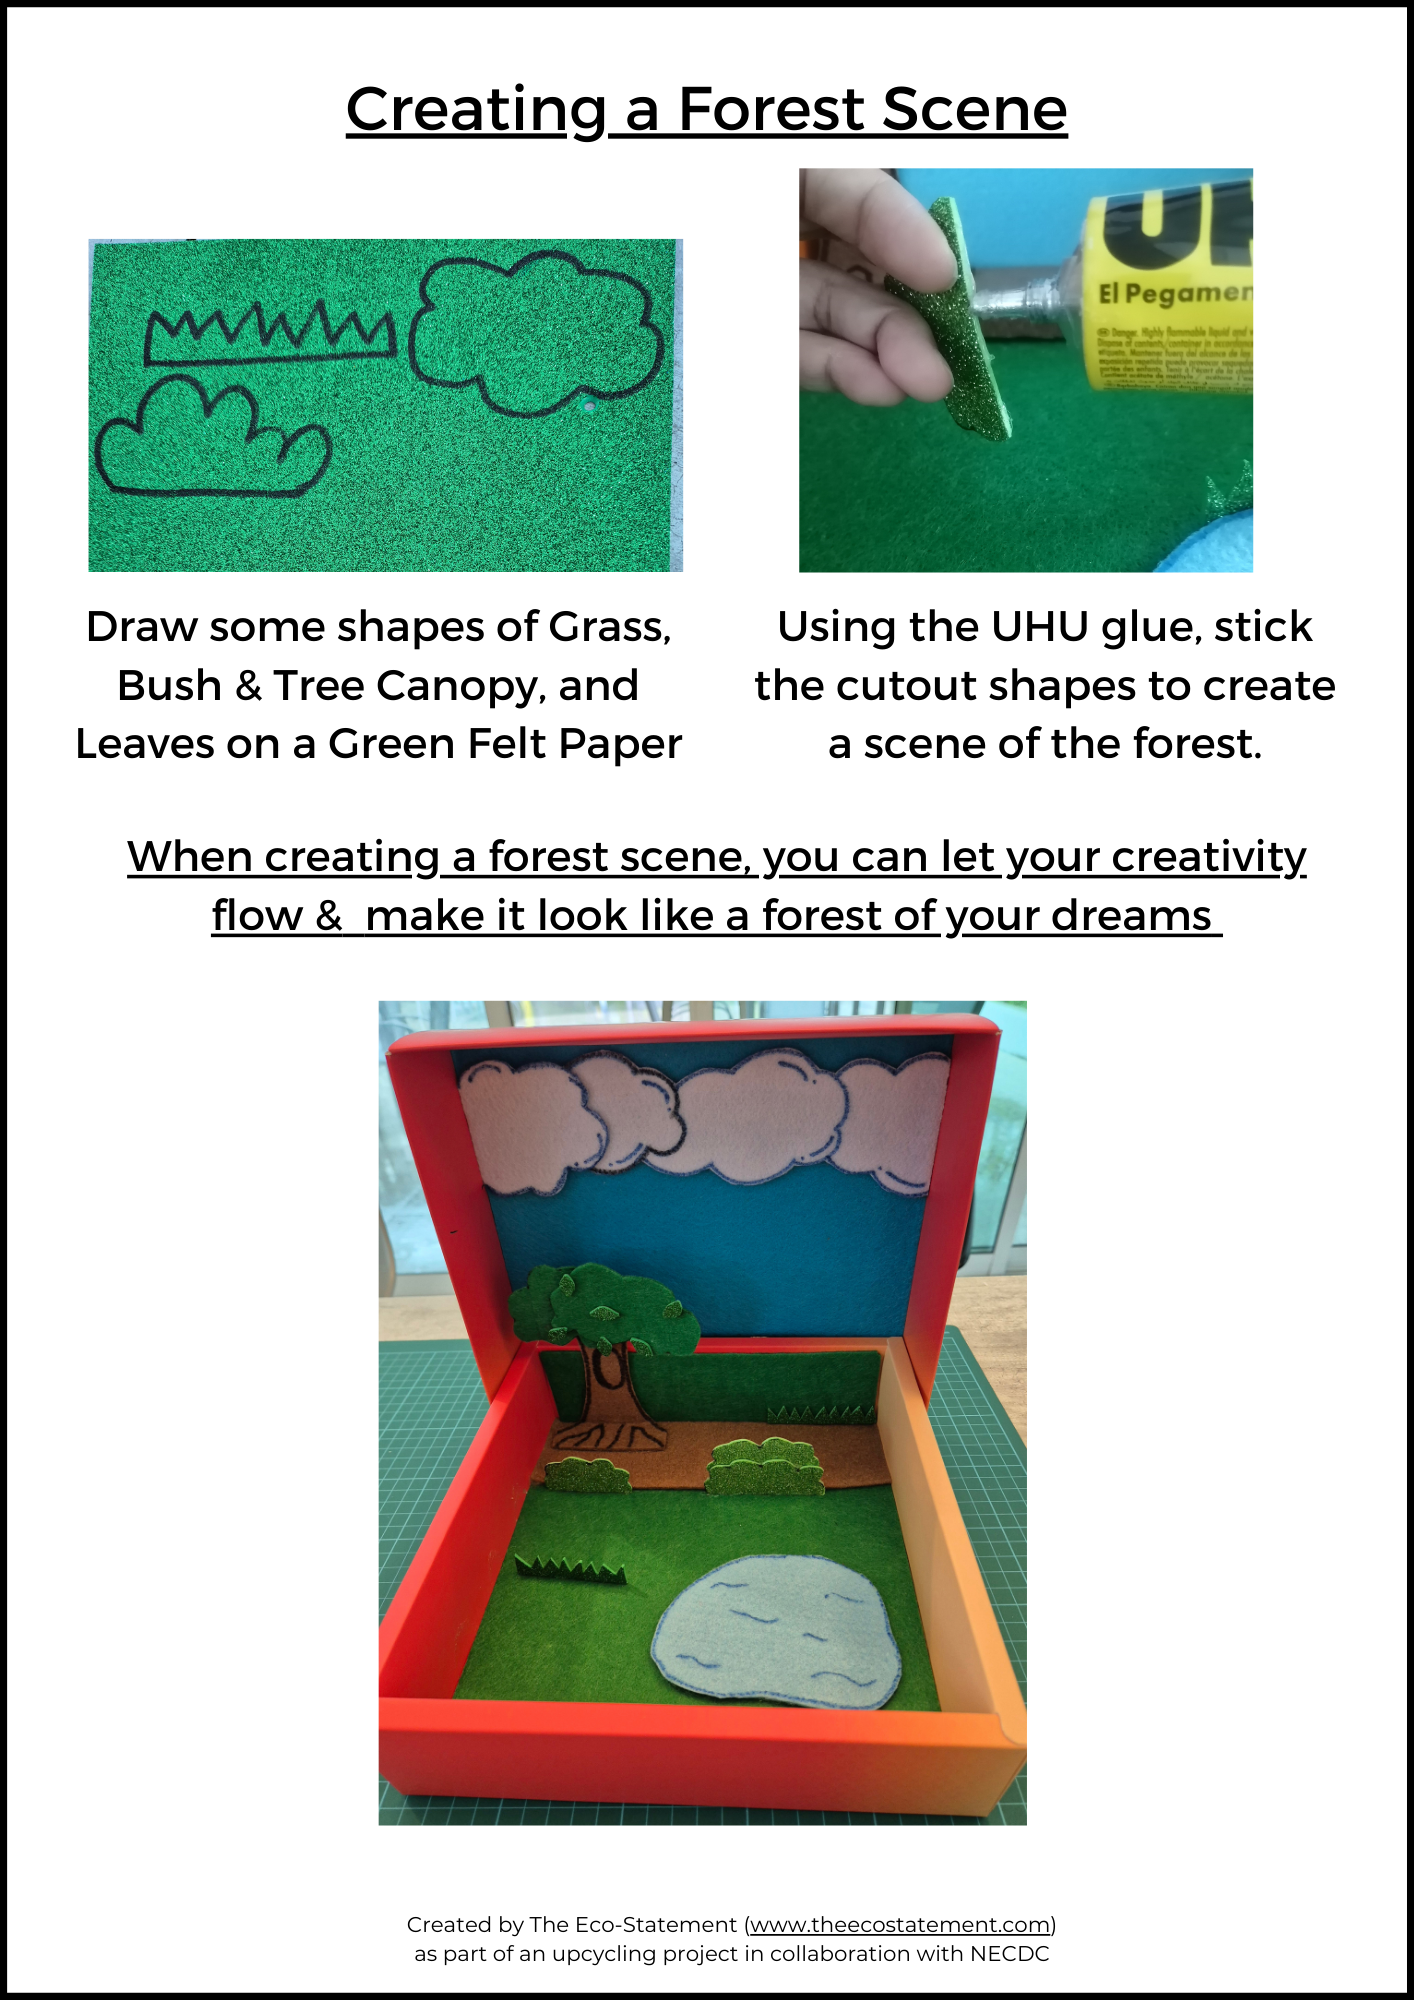 Creating a Forest Scene
UHU
El Pegamen
Draw some shapes of Grass,
Bush & Tree Canopy, and
Leaves on a Green Felt Paper
Using the UHU glue, stick
the cutout shapes to create
a scene of the forest.
When creating a forest scene, you can let your creativity
flow &  make it look like a forest of your dreams
Created by The Eco-Statement (www.theecostatement.com)
as part of an upcycling project in collaboration with NECDC